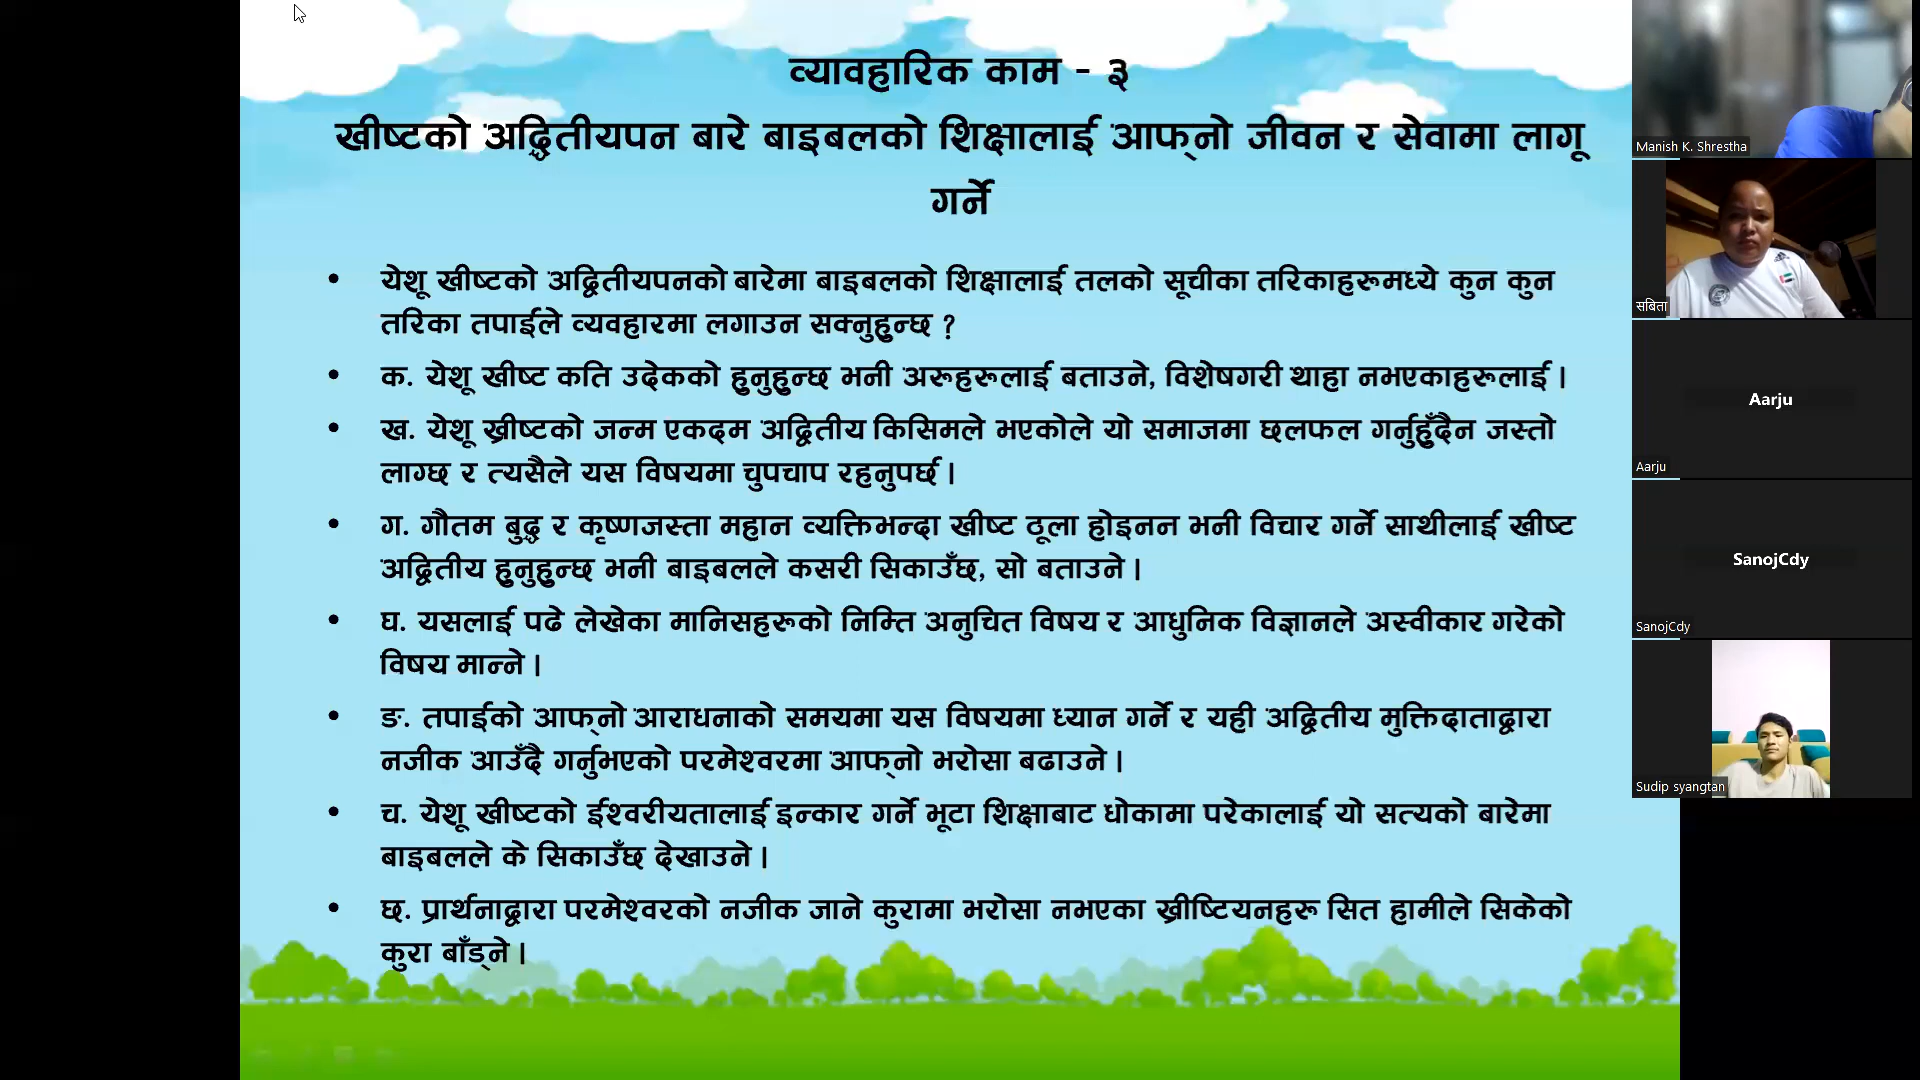 व्यावहारिक काम - ३
ख्रीष्टको अद्वितीयपन बारे बाइबलको शिक्षालाई आफ्नो जीवन र सेवामा लागू
गर्ने
• येशू ख्रीष्टको अद्वितीयपनको बारेमा बाइबलको शिक्षालाई तलको सूचीका तरिकाहरूमध्ये कुन कुन
तरिका तपाईले व्यवहारमा लगाउन सक्नुहुन्छ ?
• क. येशू ख्रीष्ट कति उदेकको हुनुहुन्छ भनी अरूहरूलाई बताउने, विशेषगरी थाहा नभएकाहरूलाई ।
• ख. येशू ख्रीष्टको जन्म एकदम अद्वितीय किसिमले भएकोले यो समाजमा छलफल गर्नुहुँदैन जस्तो
लाग्छ र त्यसैले यस विषयमा चुपचाप रहनुपर्छ ।
• ग. गौतम बुद्ध र कृष्णजस्ता महान व्यक्तिभन्दा ख्रीष्ट ठूला होइनन भनी विचार गर्ने साथीलाई ख्रीष्ट
अद्वितीय हुनुहुन्छ भनी बाइबलले कसरी सिकाउँछ, सो बताउने ।
• घ. यसलाई पढे लेखेका मानिसहरूको निम्ति अनुचित विषय र आधुनिक विज्ञानले अस्वीकार गरेको
विषय मान्ने ।
• ङ. तपाईको आफ्नो आराधनाको समयमा यस विषयमा ध्यान गर्ने र यही अद्वितीय मुक्तिदाताद्वारा
नजीक आउँदै गर्नुभएको परमेश्वरमा आफ्नो भरोसा बढाउने ।
• च. येशू ख्रीष्टको ईश्वरीयतालाई इन्कार गर्ने झूटा शिक्षाबाट धोकामा परेकालाई यो सत्यको बारेमा
बाइबलले के सिकाउँछ देखाउने ।
• छ. प्रार्थनाद्वारा परमेश्वरको नजीक जाने कुरामा भरोसा नभएका ख्रीष्टियनहरू सित हामीले सिकेको
कुरा बाँड्ने ।
Manish K. Shrestha
सबिता
Aarju
Aarju
SanojCdy
SanojCdy
Sudip syangtan